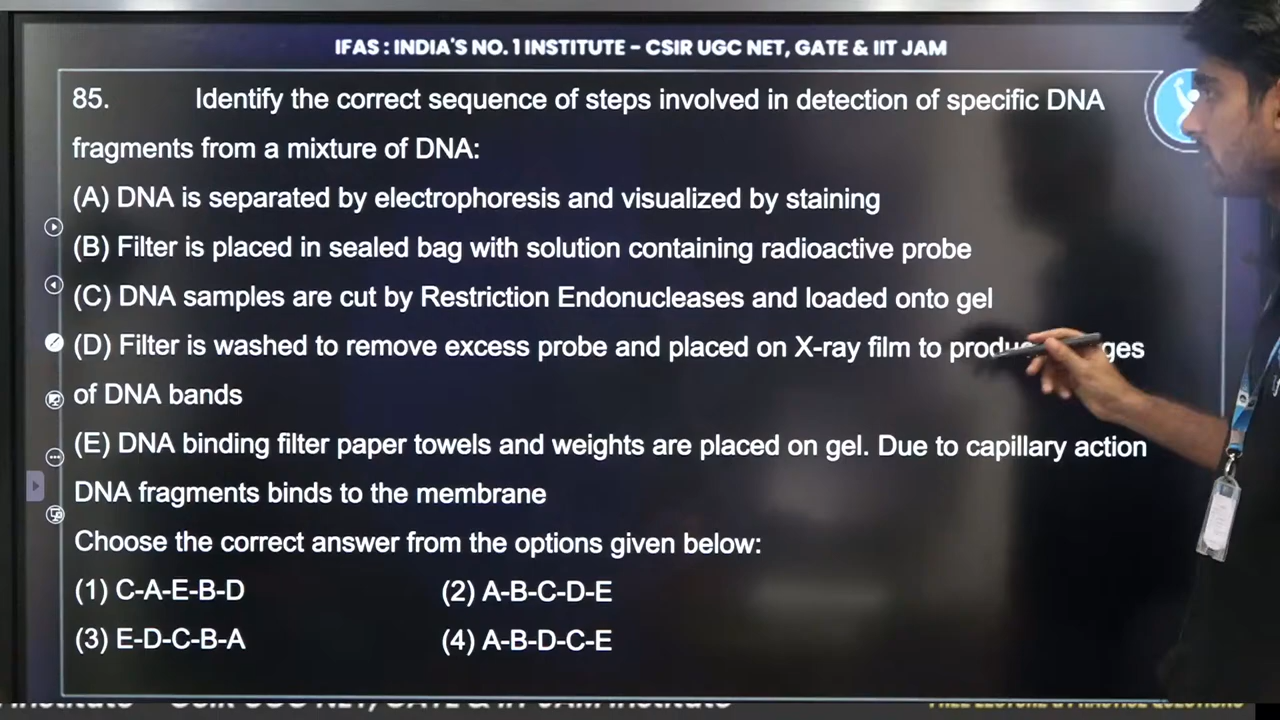 IFAS : INDIA'S NO. 1 INSTITUTE - CSIR UGC NET, GATE & IIT JAM
85. Identify the correct sequence of steps involved in detection of specific DNA
fragments from a mixture of DNA:
(A) DNA is separated by electrophoresis and visualized by staining
(B) Filter is placed in sealed bag with solution containing radioactive probe
(C) DNA samples are cut by Restriction Endonucleases and loaded onto gel
(D) Filter is washed to remove excess probe and placed on X-ray film to
of DNA bands
(E) DNA binding filter paper towels and weights are placed on gel. Due to capillary action
DNA fragments binds to the membrane
Choose the correct answer from the options given below:
(1) C-A-E-B-D (2) A-B-C-D-E
(3) E-D-C-B-A (4) A-B-D-C-E